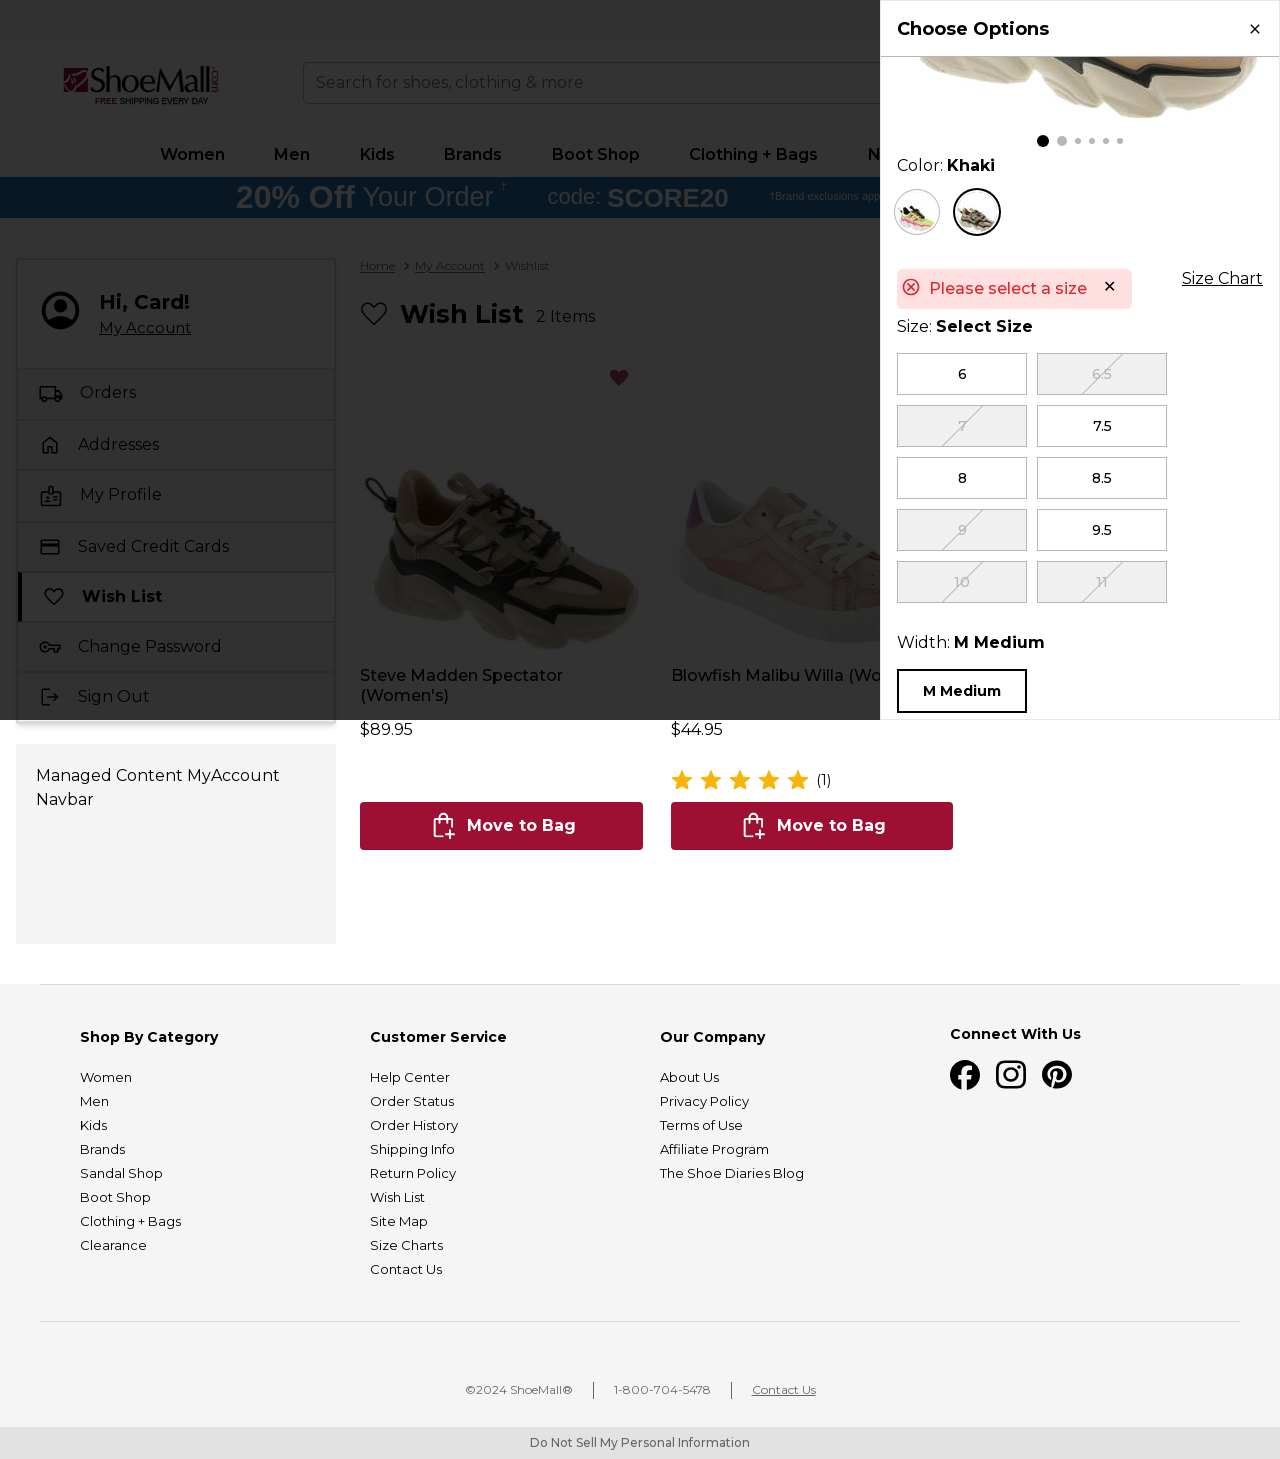 Choose Options
ShoeMall
.com
FREE SHIPPING EVERY DAY
Search for shoes, clothing & more
Women
Men
Kids
Brands
Boot Shop
Clothing + Bags
20% Off Your Order †
code: SCORE20
†Brand exclusions
Color: Khaki
Please select a size
Size Chart
Size: Select Size
6
6.5
7
7.5
8
8.5
9
9.5
10
11
Width: M Medium
M Medium
Home
My Account
Wishlist
Hi, Card!
My Account
Orders
Addresses
My Profile
Saved Credit Cards
Wish List
Change Password
Sign Out
Managed Content MyAccount
Navbar
Wish List
2 Items
Steve Madden Spectator
(Women's)
$89.95
Move to Bag
Blowfish Malibu Willa
$44.95
(1)
Move to Bag
Shop By Category
Women
Men
Kids
Brands
Sandal Shop
Boot Shop
Clothing + Bags
Clearance
Customer Service
Help Center
Order Status
Order History
Shipping Info
Return Policy
Wish List
Site Map
Size Charts
Contact Us
Our Company
About Us
Privacy Policy
Terms of Use
Affiliate Program
The Shoe Diaries Blog
Connect With Us
©2024 ShoeMall®
1-800-704-5478
Contact Us
Do Not Sell My Personal Information